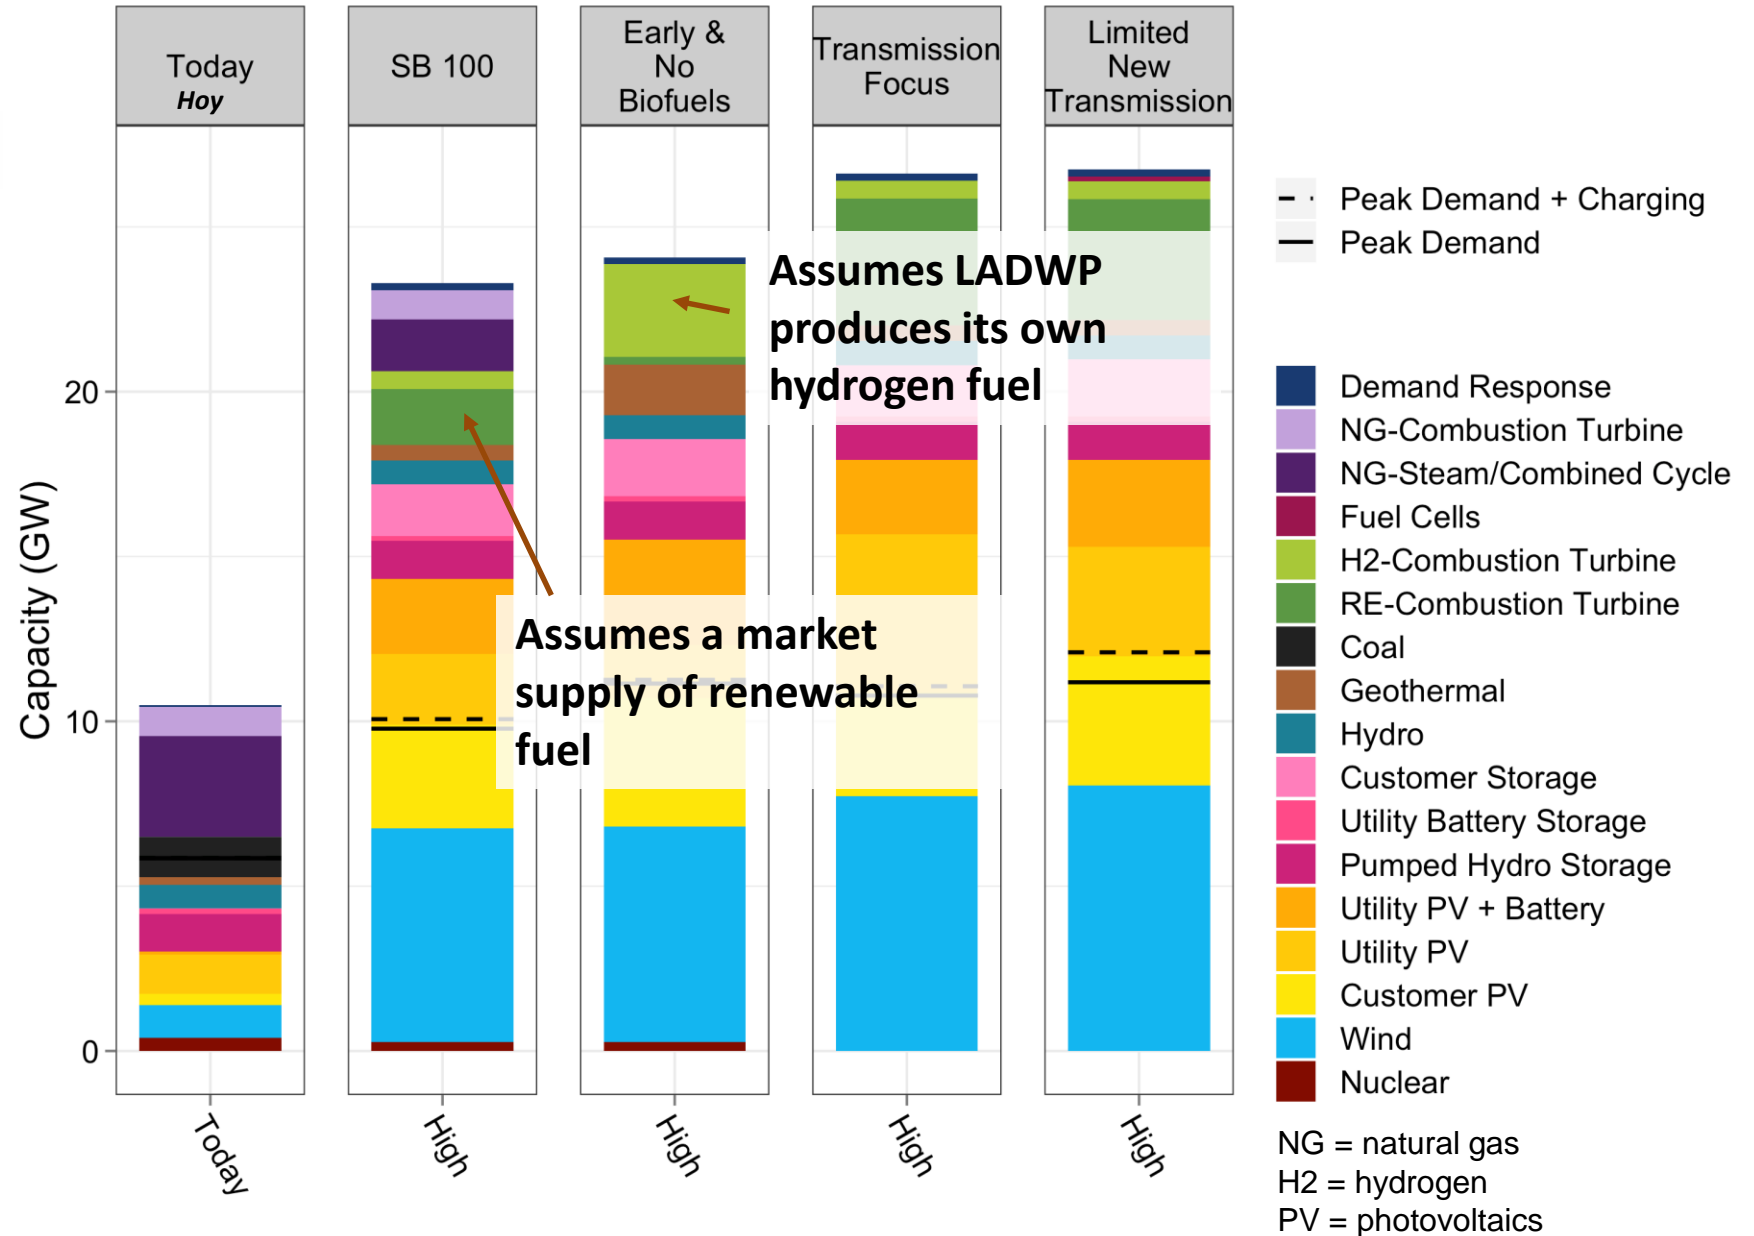 Today
Hoy
SB 100
Early &
No
Biofuels
Transmission
Focus
Limited
New
Transmission
Capacity (GW)
20
10
0
Assumes LADWP
produces its own
hydrogen fuel
Assumes a market
supply of renewable
fuel
Today
High
High
High
High
Peak Demand + Charging
Peak Demand
Demand Response
NG-Combustion Turbine
NG-Steam/Combined Cycle
Fuel Cells
H2-Combustion Turbine
RE-Combustion Turbine
Coal
Geothermal
Hydro
Customer Storage
Utility Battery Storage
Pumped Hydro Storage
Utility PV + Battery
Utility PV
Customer PV
Wind
Nuclear
NG = natural gas
H2 = hydrogen
PV = photovoltaics